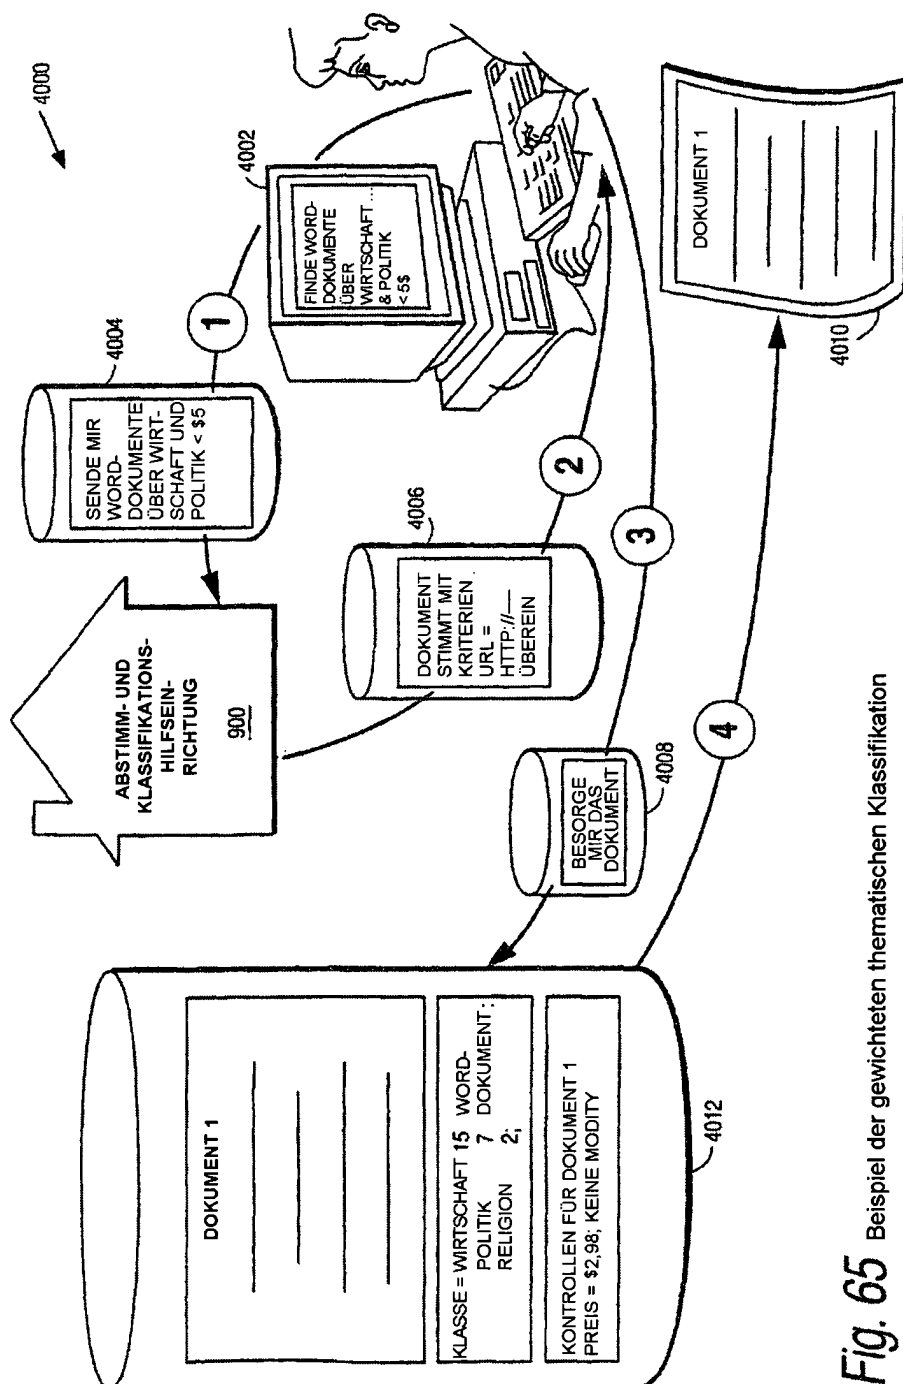 4000
4002
FINDE WORD-
DOKUMENTE
ÜBER
WIRTSCHAFT...
& POLITIK
<5$
1
4004
SENDE MIR
WORD-
DOKUMENTE
ÜBER WIRT-
SCHAFT UND
POLITIK < $5
ABSTIMM- UND
KLASSIFIKATIONS-
HILFSEIN-
RICHTUNG
900
4006
DOKUMENT
STIMMT MIT
KRITERIEN
URL =
HTTP://—
ÜBEREIN
2
3
4008
BESORGE
MIR DAS
DOKUMENT
4
DOKUMENT 1
4010
DOKUMENT 1
KLASSE = WIRTSCHAFT 15 WORD-
POLITIK 7 DOKUMENT;
RELIGION 2;
KONTROLLEN FÜR DOKUMENT 1
PREIS = $2,98; KEINE MODITY
4012
Fig. 65 Beispiel der gewichteten thematischen Klassifikation